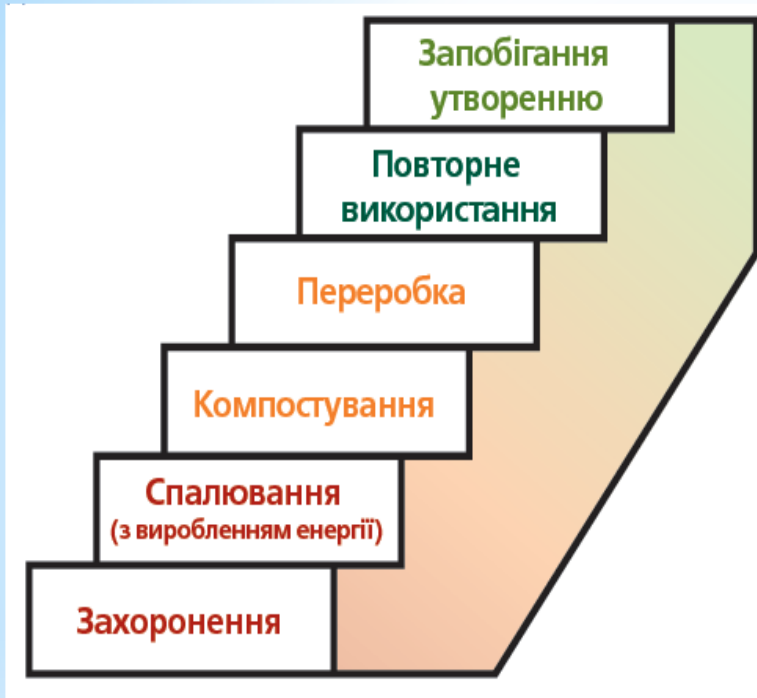 Запобігання
утворенню
Повторне
використання
Переробка
Компостування
Спалювання
(з виробленням енергії)
Захоронення